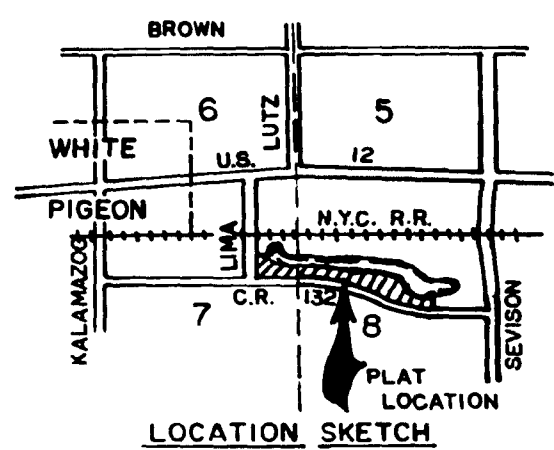 BROWN
6
5
LUTZ
WHITE
U.S. 12
PIGEON
N.Y.C. R.R.
KALAMAZOO
LIMA
C.R. 132
7
8
SEVISON
PLAT
LOCATION
LOCATION SKETCH